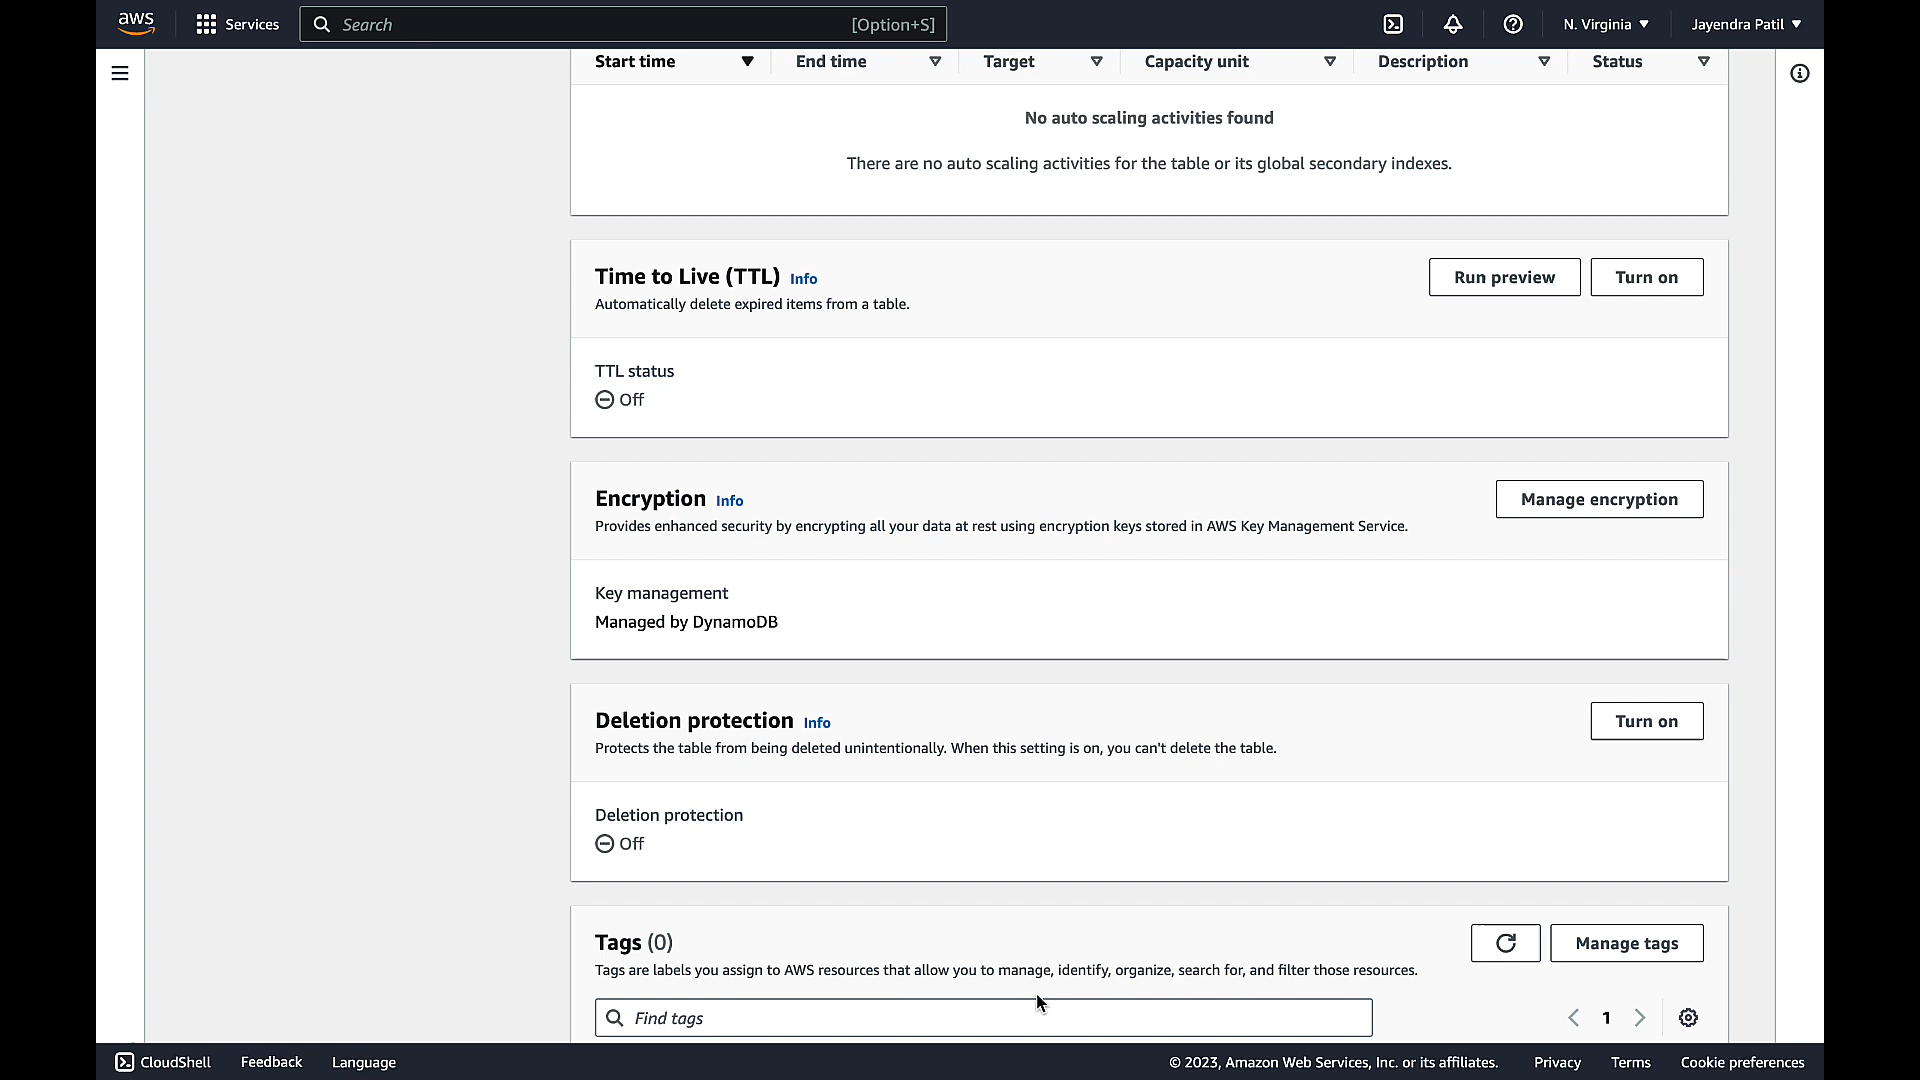 aws Services Search [Option+S] N. Virginia Jayendra Patil
Start time End time Target Capacity unit Description Status
No auto scaling activities found
There are no auto scaling activities for the table or its global secondary indexes.
Time to Live (TTL) Info Run preview Turn on
Automatically delete expired items from a table.
TTL status
Off
Encryption Info Manage encryption
Provides enhanced security by encrypting all your data at rest using encryption keys stored in AWS Key Management Service.
Key management
Managed by DynamoDB
Deletion protection Info Turn on
Protects the table from being deleted unintentionally. When this setting is on, you can't delete the table.
Deletion protection
Off
Tags (0) Manage tags
Tags are labels you assign to AWS resources that allow you to manage, identify, organize, search for, and filter those resources.
Find tags 1
CloudShell Feedback Language © 2023, Amazon Web Services, Inc. or its affiliates. Privacy Terms Cookie preferences